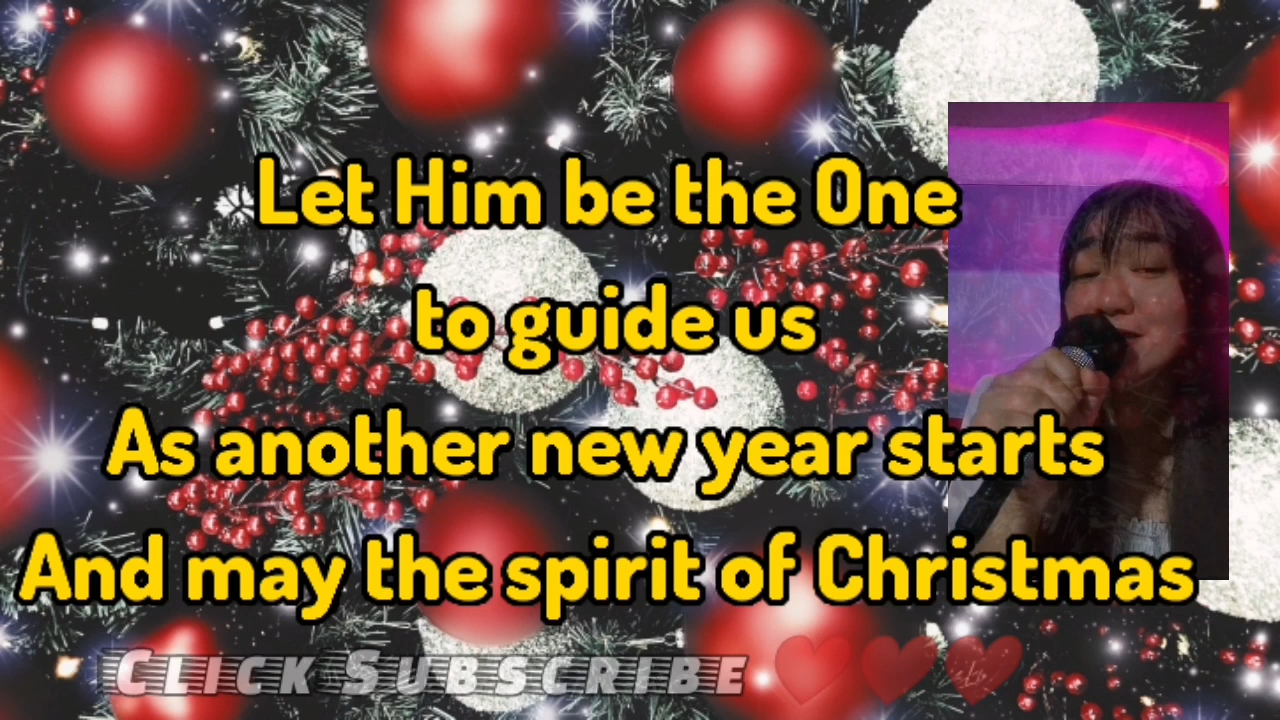 Let Him be the One
to guide us
As another new year starts
And may the spirit of Christmas
Click Subscribe